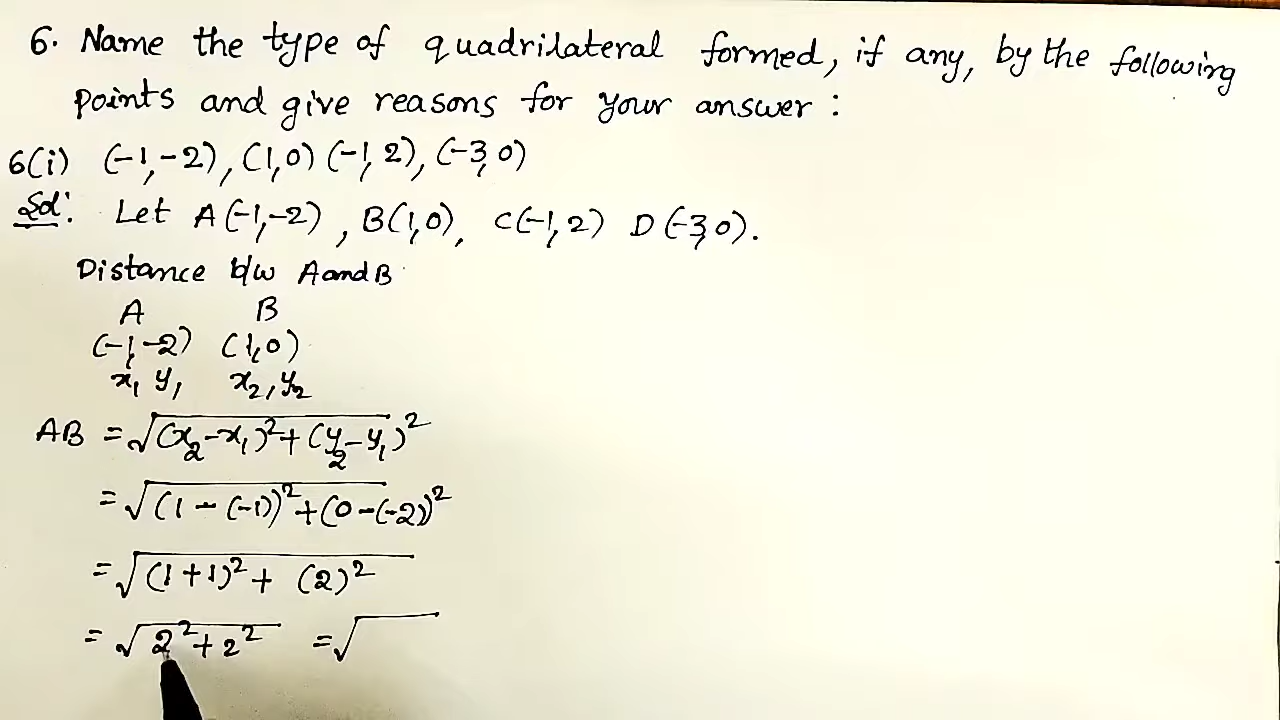 6. Name the type of quadrilateral formed, if any, by the following
points and give reasons for your answer :
6(i) (-1,-2), (1,0) (-1,2), (-3,0)
Sol: Let A(-1,-2), B(1,0), C(-1,2) D(-3,0).
Distance b/w A and B
A B
(-1,-2) (1,0)
x₁ y₁ x₂, y₂
AB = √(x₂-x₁)²+(y₂-y₁)²
= √(1-(-1))²+(0-(-2))²
= √(1+1)²+(2)²
= √2²+2² = √